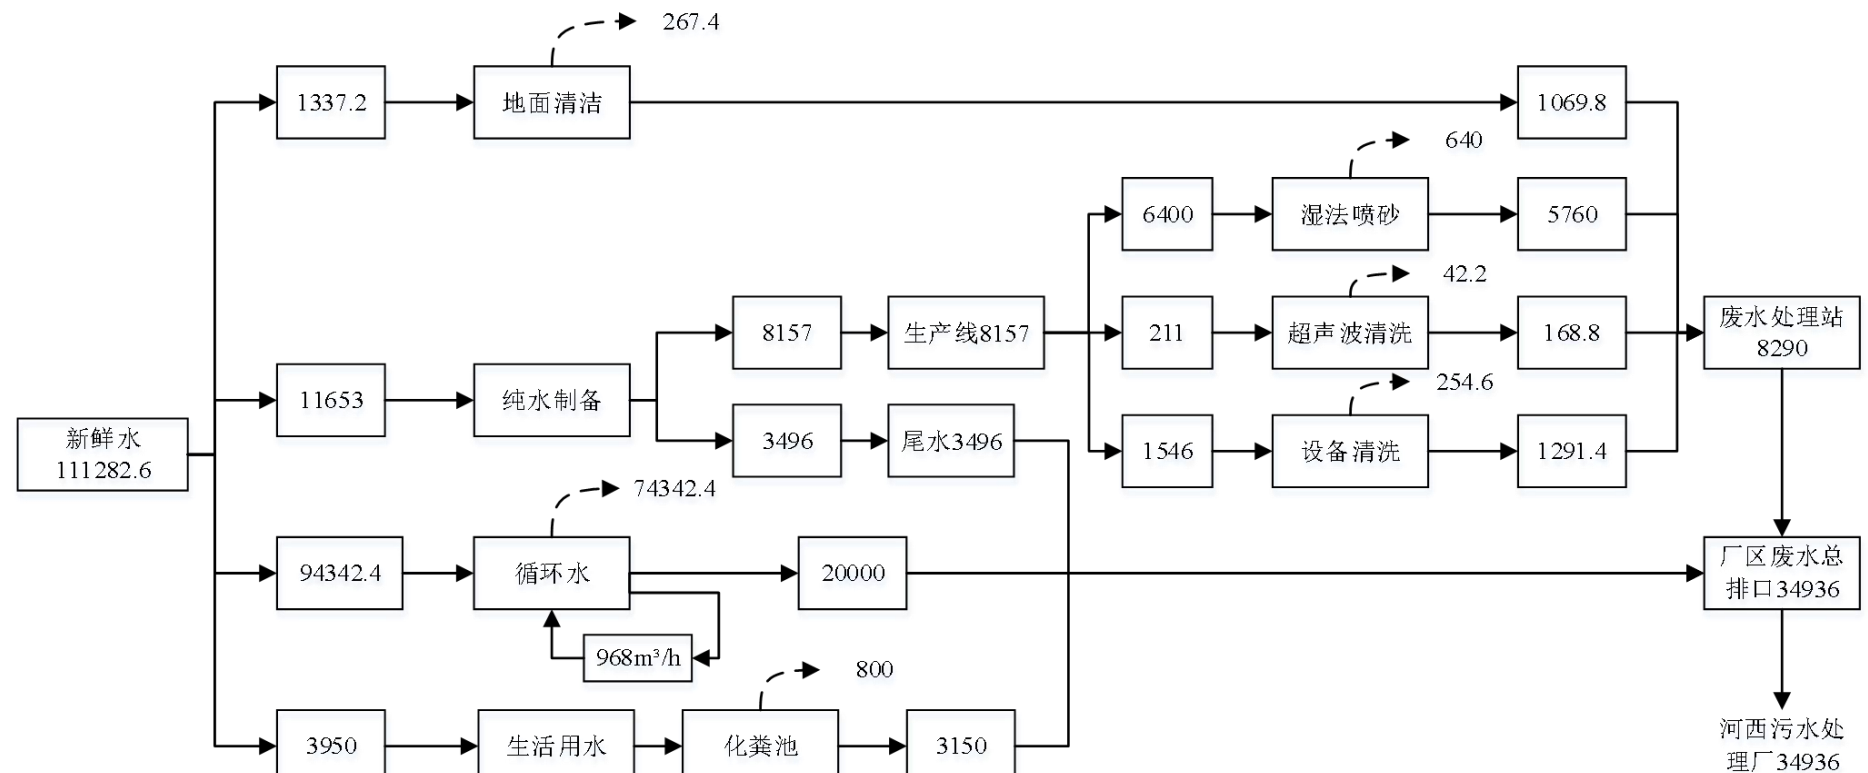 267.4
1337.2
地面清洁
1069.8
640
6400
湿法喷砂
5760
42.2
8157
生产线8157
211
超声波清洗
168.8
废水处理站
8290
254.6
11653
纯水制备
3496
尾水3496
1546
设备清洗
1291.4
新鲜水
111282.6
74342.4
94342.4
循环水
20000
厂区废水总
排口34936
968m³/h
800
3950
生活用水
化粪池
3150
河西污水处
理厂34936